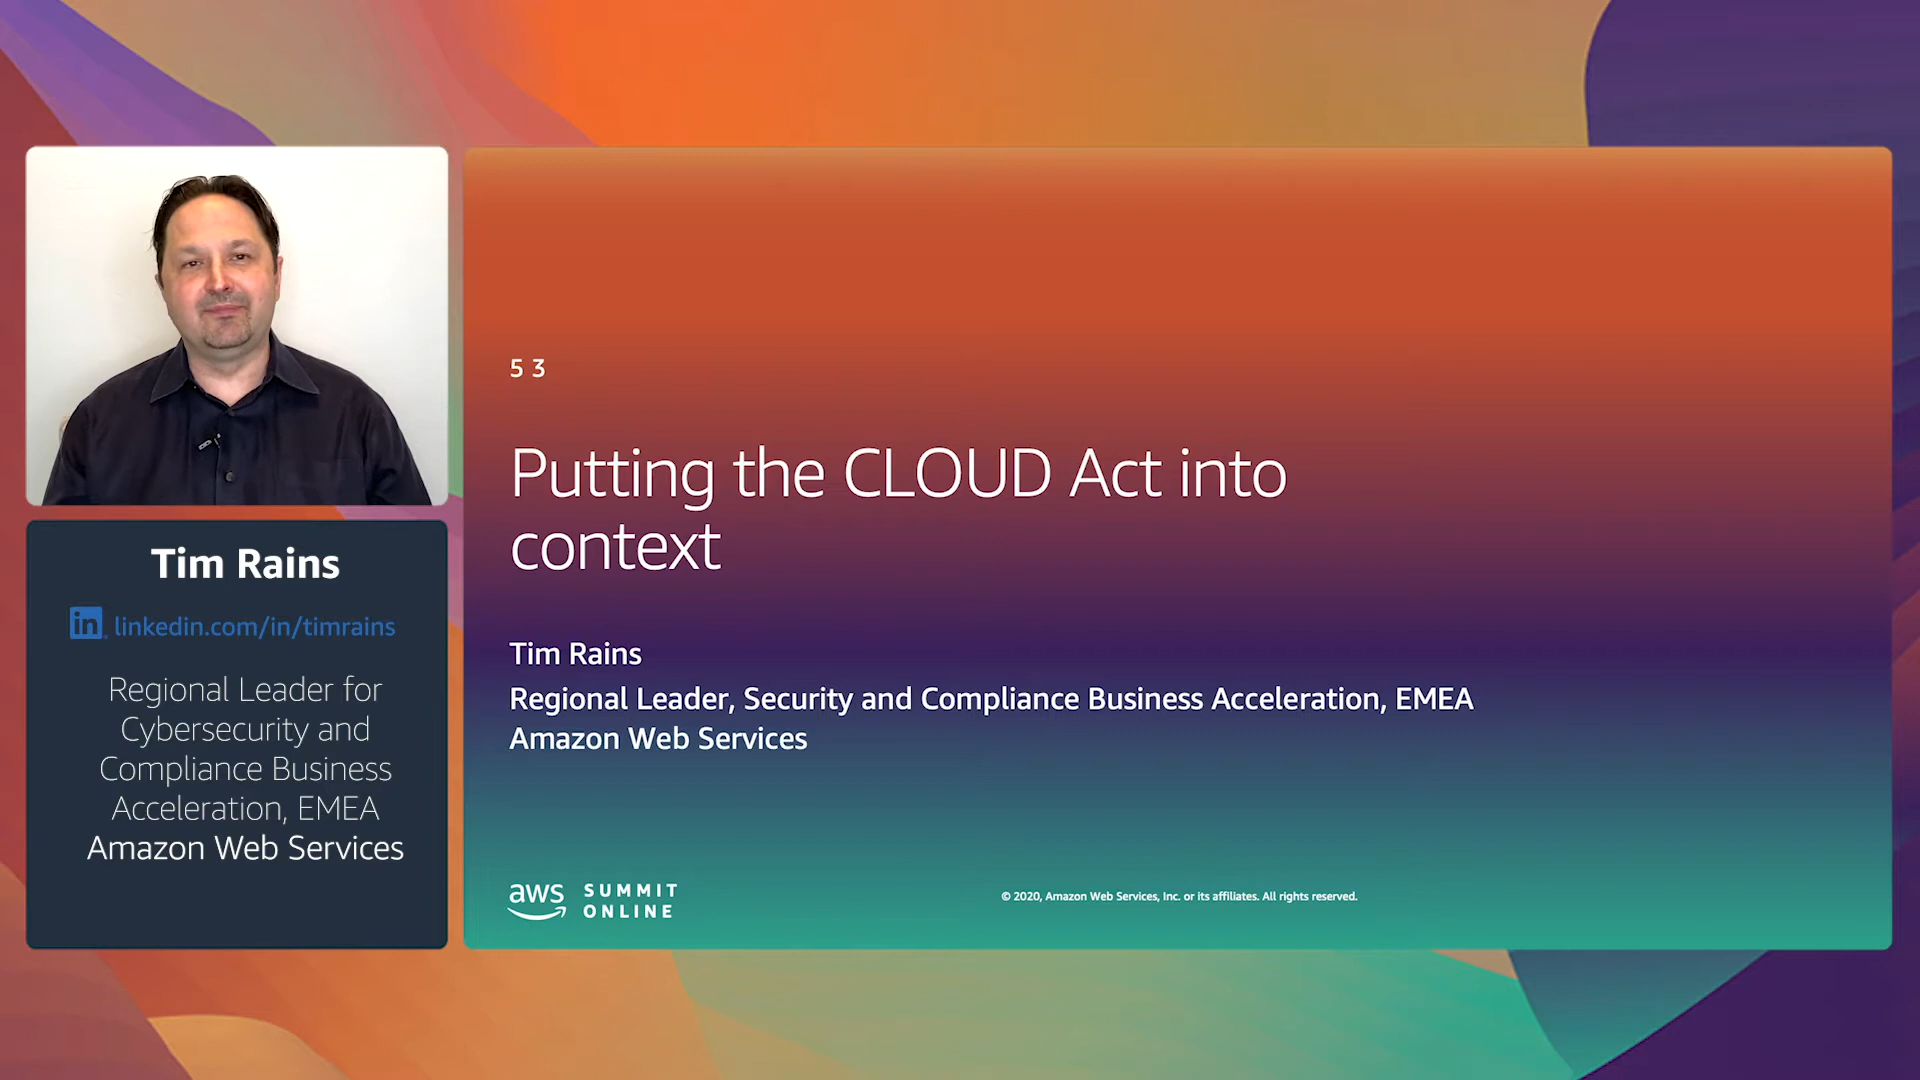 Tim Rains
in linkedin.com/in/timrains
Regional Leader for
Cybersecurity and
Compliance Business
Acceleration, EMEA
Amazon Web Services
53
Putting the CLOUD Act into
context
Tim Rains
Regional Leader, Security and Compliance Business Acceleration, EMEA
Amazon Web Services
aws SUMMIT
ONLINE
© 2020, Amazon Web Services, Inc. or its affiliates. All rights reserved.